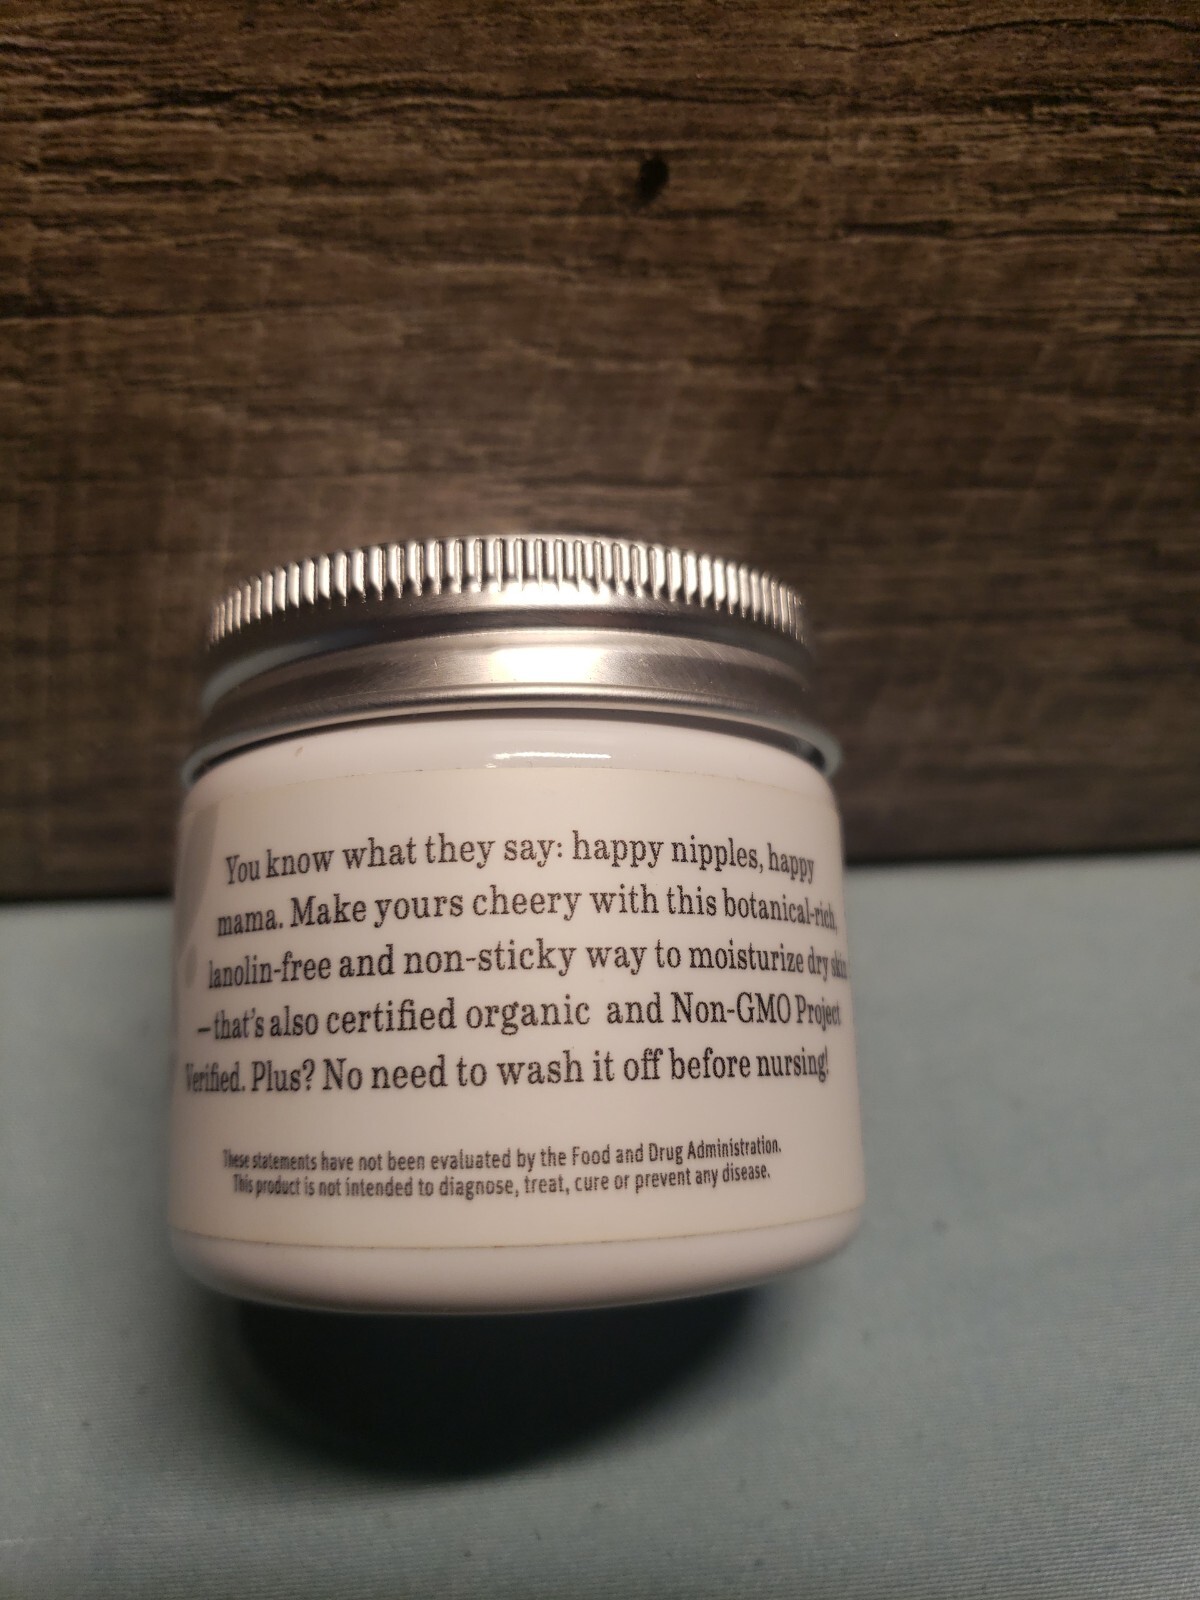 You know what they say: happy nipples, happy
mama. Make yours cheery with this botanical-rich,
lanolin-free and non-sticky way to moisturize dry skin
–that's also certified organic and Non-GMO Project
Verified. Plus? No need to wash it off before nursing!
These statements have not been evaluated by the Food and Drug Administration.
This product is not intended to diagnose, treat, cure or prevent any disease.